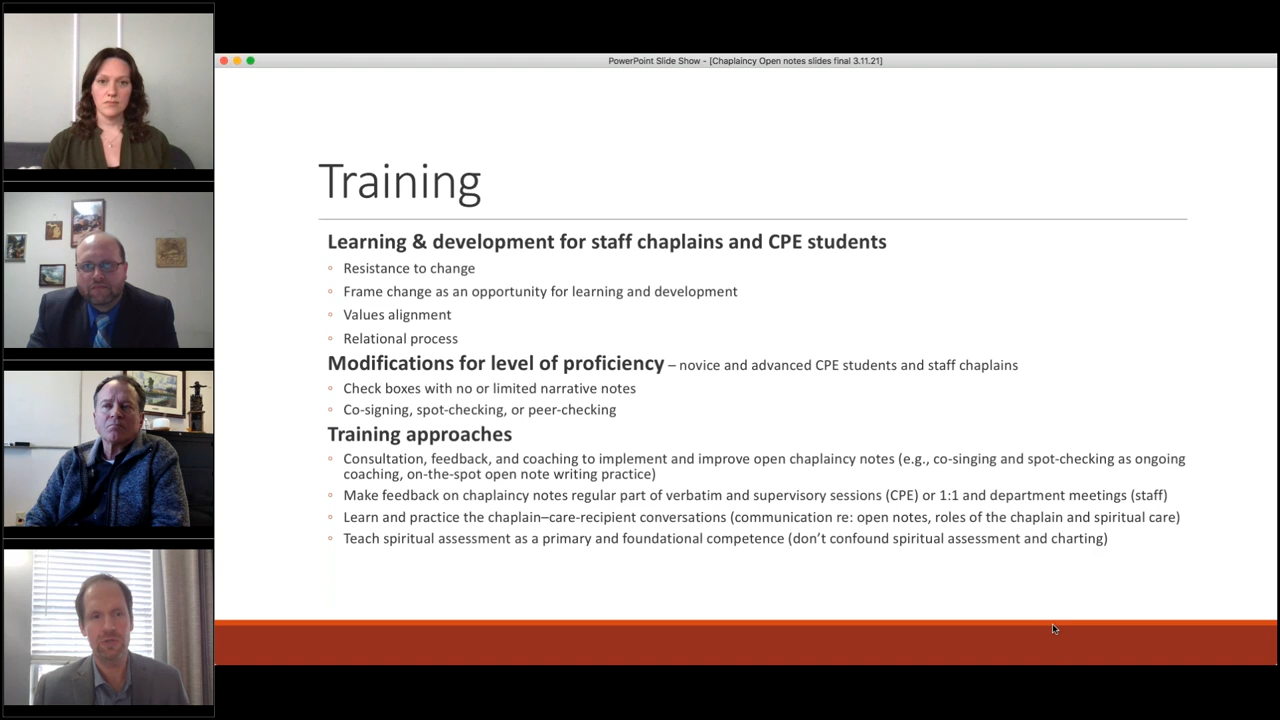 PowerPoint Slide Show - [Chaplaincy Open notes slides final 3.11.21]
Training
Learning & development for staff chaplains and CPE students
Resistance to change
Frame change as an opportunity for learning and development
Values alignment
Relational process
Modifications for level of proficiency – novice and advanced CPE students and staff chaplains
Check boxes with no or limited narrative notes
Co-signing, spot-checking, or peer-checking
Training approaches
Consultation, feedback, and coaching to implement and improve open chaplaincy notes (e.g., co-singing and spot-checking as ongoing
coaching, on-the-spot open note writing practice)
Make feedback on chaplaincy notes regular part of verbatim and supervisory sessions (CPE) or 1:1 and department meetings (staff)
Learn and practice the chaplain–care-recipient conversations (communication re: open notes, roles of the chaplain and spiritual care)
Teach spiritual assessment as a primary and foundational competence (don’t confound spiritual assessment and charting)